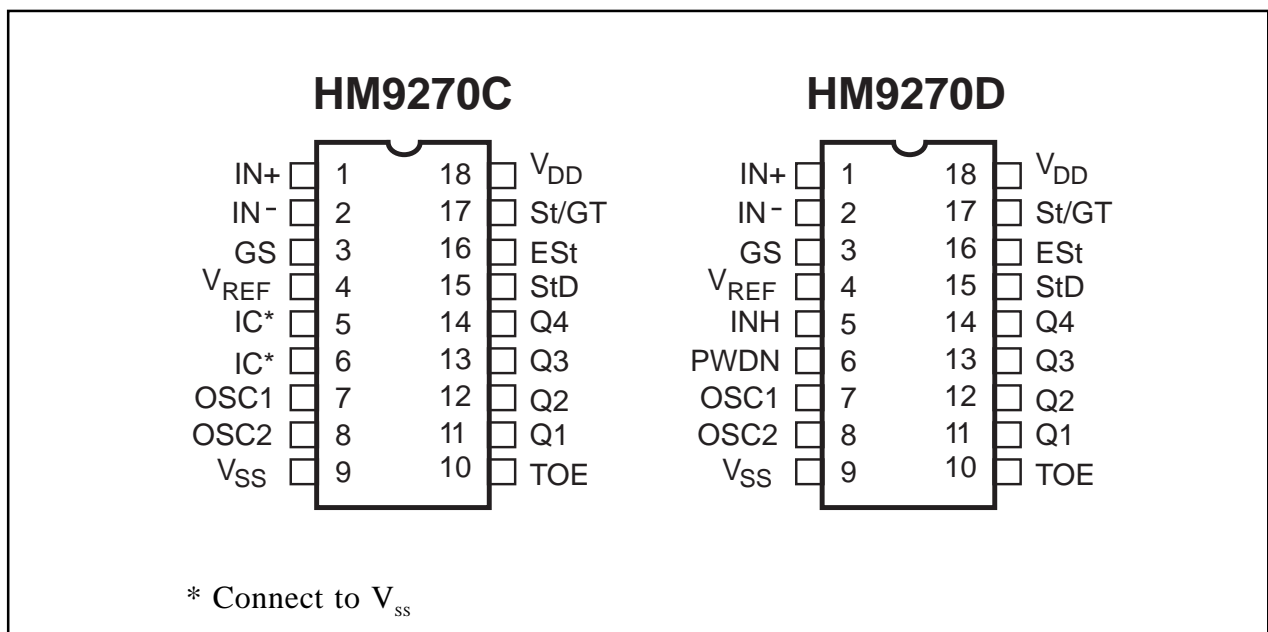 HM9270C
IN+ 1 18 VDD
IN- 2 17 St/GT
GS 3 16 ESt
VREF 4 15 StD
IC* 5 14 Q4
IC* 6 13 Q3
OSC1 7 12 Q2
OSC2 8 11 Q1
VSS 9 10 TOE
HM9270D
IN+ 1 18 VDD
IN- 2 17 St/GT
GS 3 16 ESt
VREF 4 15 StD
INH 5 14 Q4
PWDN 6 13 Q3
OSC1 7 12 Q2
OSC2 8 11 Q1
VSS 9 10 TOE
* Connect to Vss